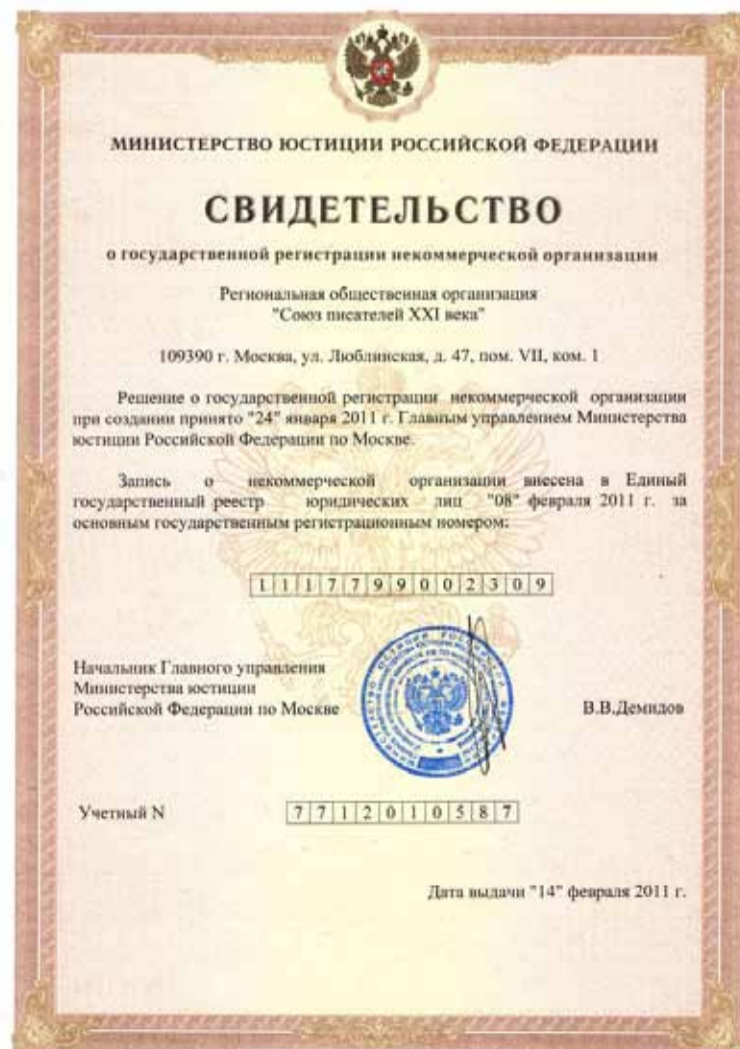 МИНИСТЕРСТВО ЮСТИЦИИ РОССИЙСКОЙ ФЕДЕРАЦИИ
СВИДЕТЕЛЬСТВО
о государственной регистрации некоммерческой организации
Региональная общественная организация
"Союз писателей XXI века"
109390 г. Москва, ул. Люблинская, д. 47, пом. VII, ком. 1
Решение о государственной регистрации некоммерческой организации
при создании принято "24" января 2011 г. Главным управлением Министерства
юстиции Российской Федерации по Москве.
Запись о некоммерческой организации внесена в Единый
государственный реестр юридических лиц "08" февраля 2011 г. за
основным государственным регистрационным номером:
1117799002309
Начальник Главного управления
Министерства юстиции
Российской Федерации по Москве
В.В.Демидов
Учетный N 7712010587
Дата выдачи "14" февраля 2011 г.